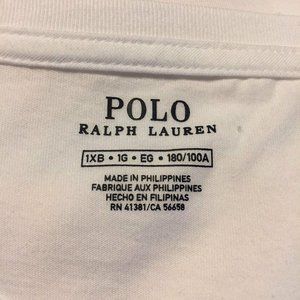 POLO
RALPH LAUREN
1XB • 1G • EG • 180/100A
MADE IN PHILIPPINES
FABRIQUE AUX PHILIPPINES
HECHO EN FILIPINAS
RN 41381/CA 56658